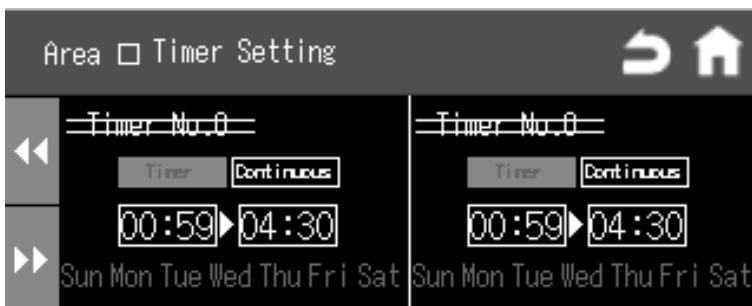 Area □ Timer Setting
Timer No.0
Timer Continuous
00:59 04:30
Sun Mon Tue Wed Thu Fri Sat
Timer No.0
Timer Continuous
00:59 04:30
Sun Mon Tue Wed Thu Fri Sat